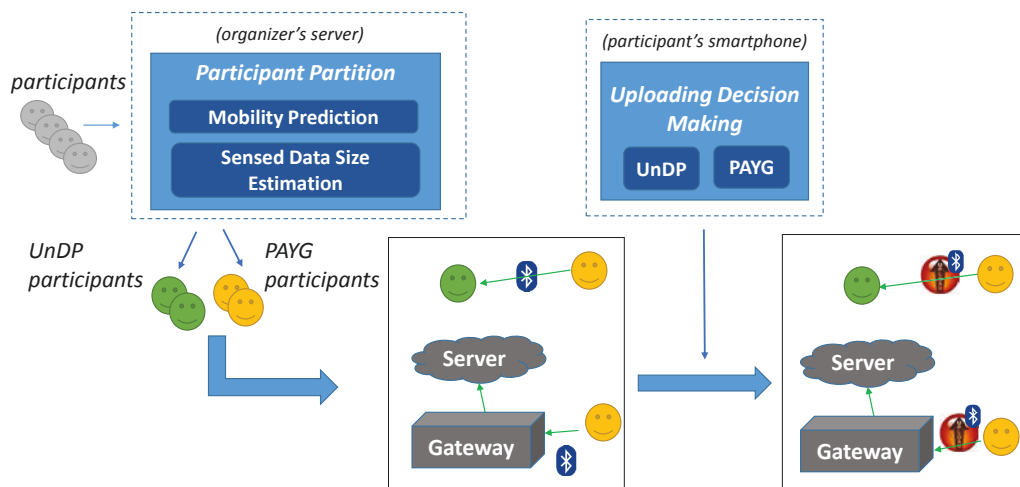 (organizer's server)
Participant Partition
Mobility Prediction
Sensed Data Size
Estimation
participants
(participant's smartphone)
Uploading Decision
Making
UnDP
PAYG
UnDP
participants
PAYG
participants
Server
Gateway
Server
Gateway